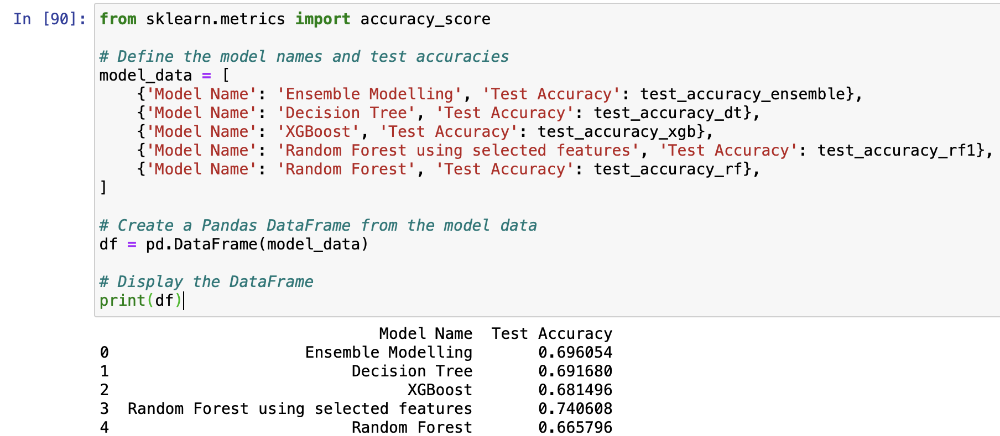 In [90]:
from sklearn.metrics import accuracy_score
# Define the model names and test accuracies
model_data = [
    {'Model Name': 'Ensemble Modelling', 'Test Accuracy': test_accuracy_ensemble},
    {'Model Name': 'Decision Tree', 'Test Accuracy': test_accuracy_dt},
    {'Model Name': 'XGBoost', 'Test Accuracy': test_accuracy_xgb},
    {'Model Name': 'Random Forest using selected features', 'Test Accuracy': test_accuracy_rf1},
    {'Model Name': 'Random Forest', 'Test Accuracy': test_accuracy_rf},
]
# Create a Pandas DataFrame from the model data
df = pd.DataFrame(model_data)
# Display the DataFrame
print(df)
Model Name  Test Accuracy
0 Ensemble Modelling 0.696054
1 Decision Tree 0.691680
2 XGBoost 0.681496
3 Random Forest using selected features 0.740608
4 Random Forest 0.665796